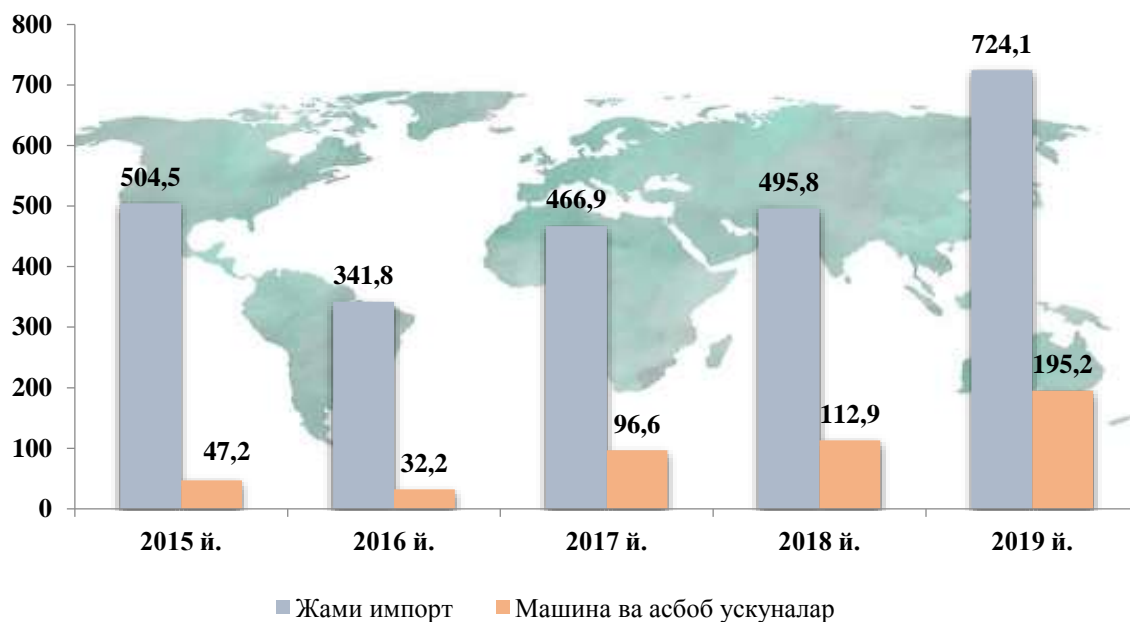 800
700
600
500
400
300
200
100
0
504,5
47,2
341,8
32,2
466,9
96,6
495,8
112,9
724,1
195,2
2015 й.
2016 й.
2017 й.
2018 й.
2019 й.
Жами импорт
Машина ва асбоб ускуналар